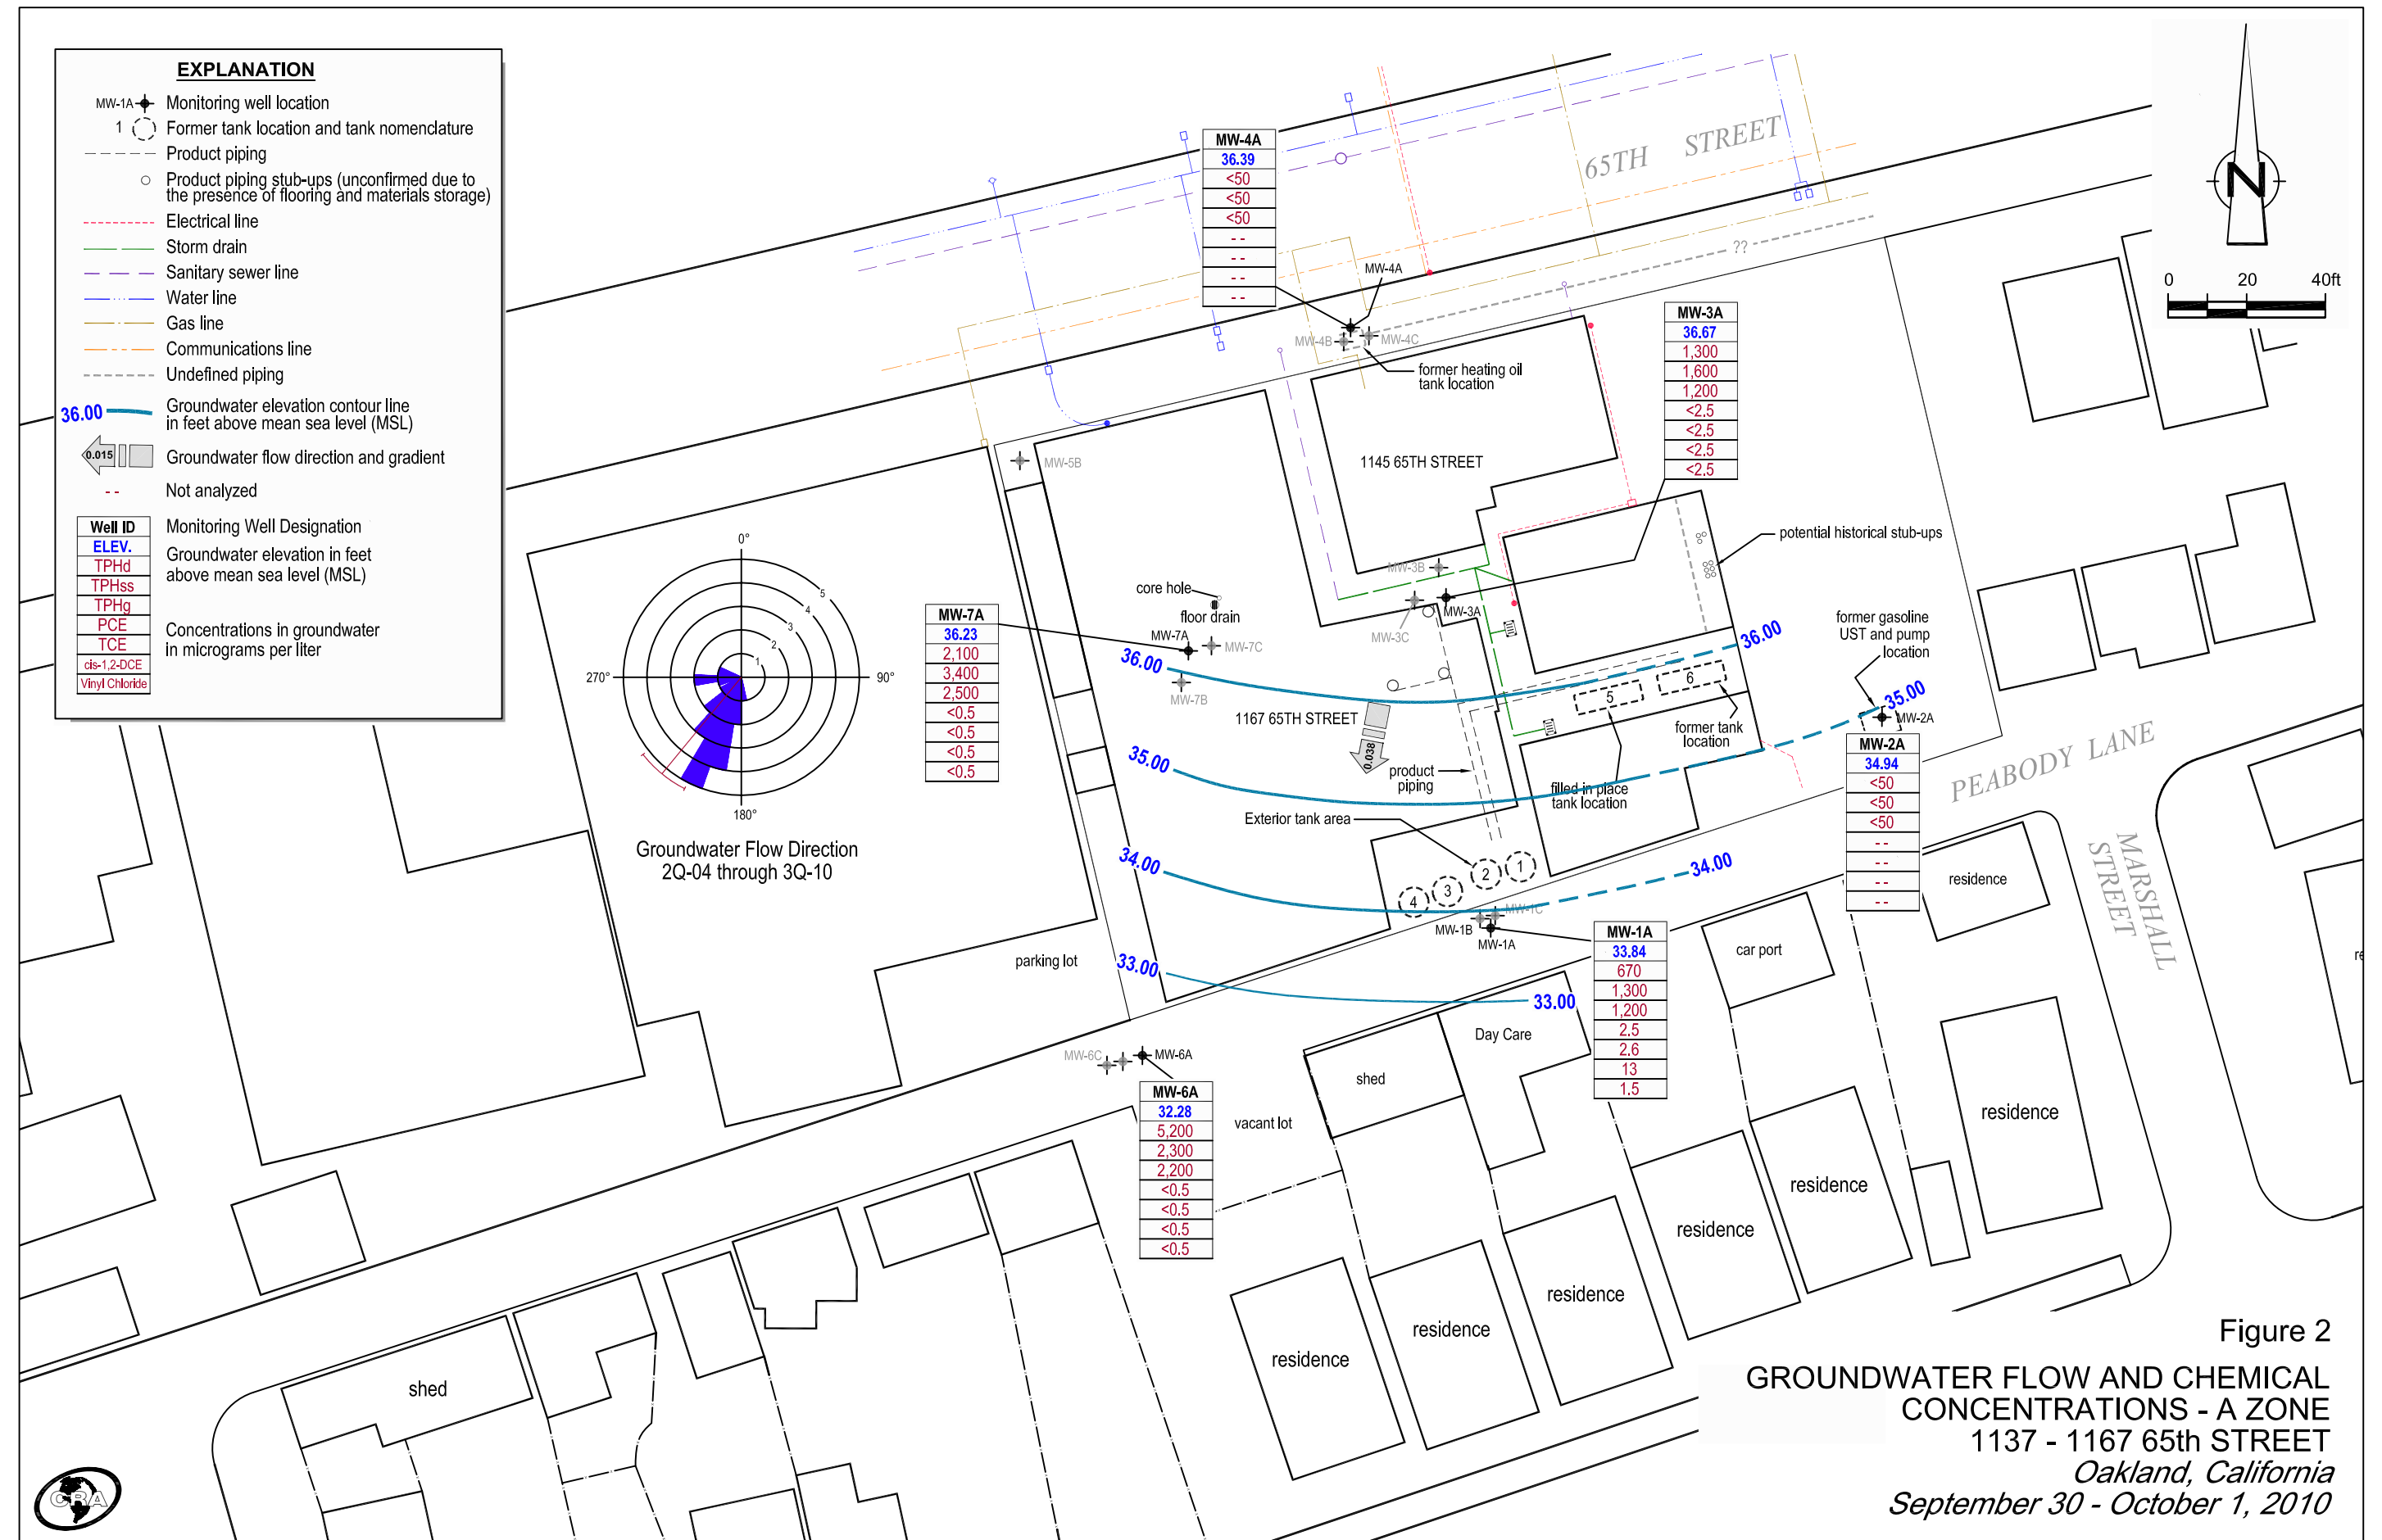 EXPLANATION
MW-1A
Monitoring well location
1
Former tank location and tank nomenclature
Product piping
Product piping stub-ups (unconfirmed due to
the presence of flooring and materials storage)
Electrical line
Storm drain
Sanitary sewer line
Water line
Gas line
Communications line
Undefined piping
36.00
Groundwater elevation contour line
in feet above mean sea level (MSL)
0.015
Groundwater flow direction and gradient
- -
Not analyzed
Well ID
Monitoring Well Designation
ELEV.
Groundwater elevation in feet
above mean sea level (MSL)
TPHd
TPHss
TPHg
PCE
TCE
cis-1,2-DCE
Vinyl Chloride
Concentrations in groundwater
in micrograms per liter
MW-4A
36.39
<50
<50
<50
- -
- -
- -
- -
65TH STREET
??
N
0 20 40ft
MW-4A
MW-4B
MW-4C
former heating oil
tank location
MW-3A
36.67
1,300
1,600
1,200
<2.5
<2.5
<2.5
<2.5
MW-5B
1145 65TH STREET
potential historical stub-ups
0°
90°
180°
270°
1
2
3
4
5
Groundwater Flow Direction
2Q-04 through 3Q-10
MW-7A
36.23
2,100
3,400
2,500
<0.5
<0.5
<0.5
<0.5
core hole
floor drain
MW-7A
MW-7C
MW-7B
MW-3B
MW-3A
MW-3C
36.00
36.00
1167 65TH STREET
0.038
5
6
former tank
location
filled in place
tank location
product
piping
former gasoline
UST and pump
location
35.00
35.00
MW-2A
MW-2A
34.94
<50
<50
<50
- -
- -
- -
- -
PEABODY LANE
MARSHALL
STREET
Exterior tank area
1
2
3
4
34.00
34.00
MW-1C
MW-1B
MW-1A
MW-1A
33.84
670
1,300
1,200
2.5
2.6
13
1.5
33.00
33.00
parking lot
car port
residence
MW-6C
MW-6A
MW-6A
32.28
5,200
2,300
2,200
<0.5
<0.5
<0.5
<0.5
vacant lot
shed
Day Care
re
residence
residence
residence
residence
residence
residence
shed
CRA
Figure 2
GROUNDWATER FLOW AND CHEMICAL
CONCENTRATIONS - A ZONE
1137 - 1167 65th STREET
Oakland, California
September 30 - October 1, 2010